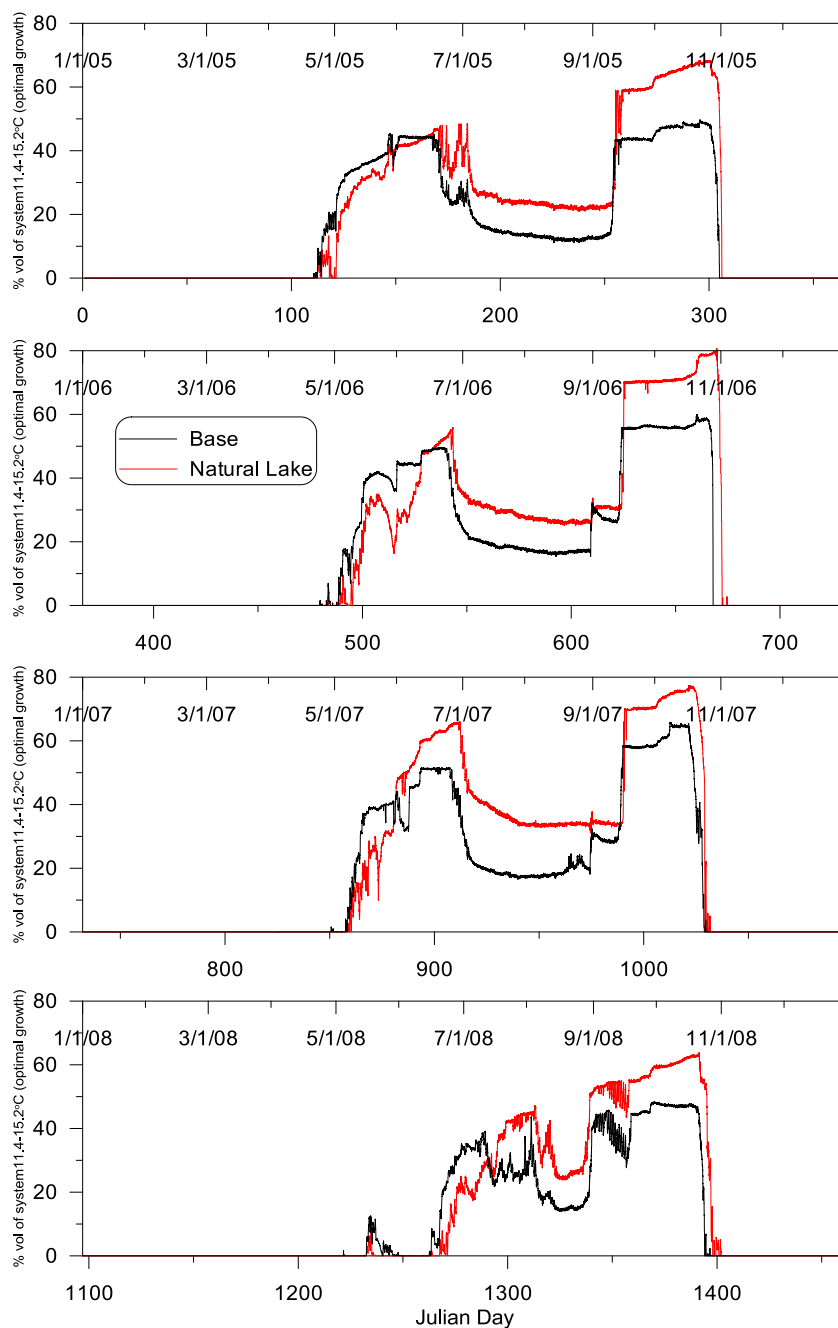 % vol of system11.4-15.2ºC (optimal growth)
80
60
40
20
0
1/1/05 3/1/05 5/1/05 7/1/05 9/1/05 11/1/05
0 100 200 300
% vol of system11.4-15.2ºC (optimal growth)
80
60
40
20
0
1/1/06 3/1/06 5/1/06 7/1/06 9/1/06 11/1/06
Base
Natural Lake
400 500 600 700
% vol of system11.4-15.2ºC (optimal growth)
80
60
40
20
0
1/1/07 3/1/07 5/1/07 7/1/07 9/1/07 11/1/07
800 900 1000
% vol of system11.4-15.2ºC (optimal growth)
80
60
40
20
0
1/1/08 3/1/08 5/1/08 7/1/08 9/1/08 11/1/08
1100 1200 1300 1400
Julian Day